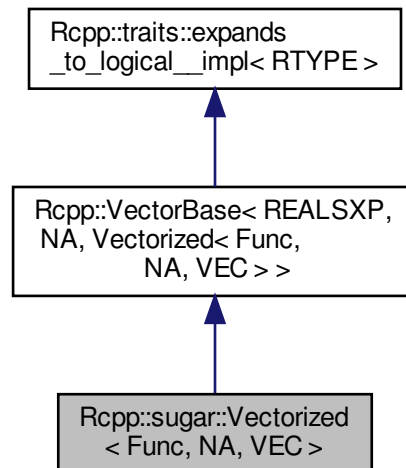 Rcpp::traits::expands
_to_logical__impl< RTYPE >
Rcpp::VectorBase< REALSXP,
NA, Vectorized< Func,
NA, VEC > >
Rcpp::sugar::Vectorized
< Func, NA, VEC >